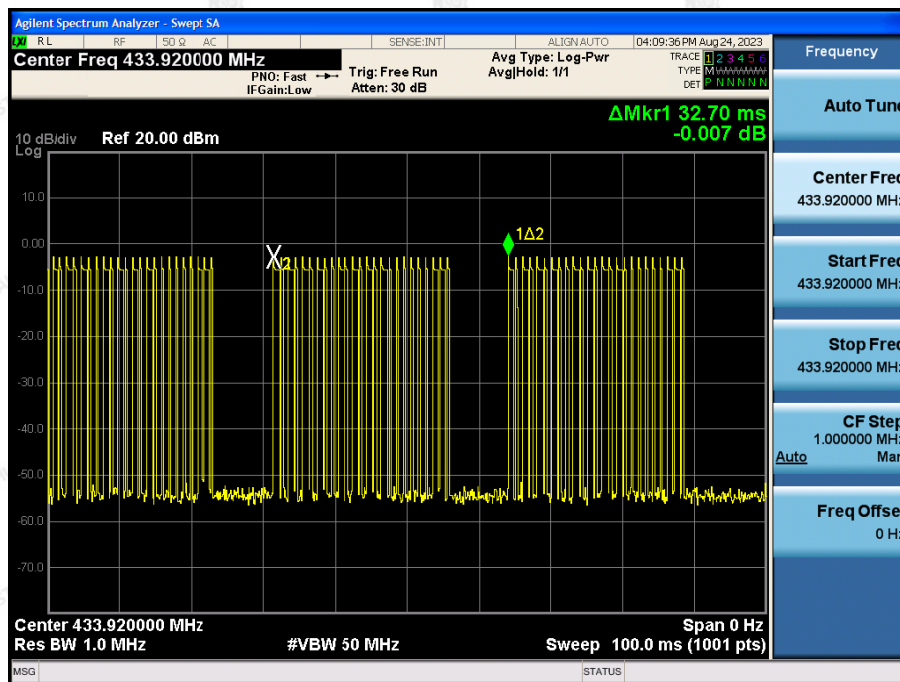 Agilent Spectrum Analyzer - Swept SA
LXI RL RF 50 Ω AC SENSE:INT ALIGN AUTO 04:09:36 PM Aug 24, 2023
Center Freq 433.920000 MHz
PNO: Fast
IFGain:Low
Trig: Free Run
Atten: 30 dB
Avg Type: Log-Pwr
Avg|Hold: 1/1
TRACE 1 2 3 4 5 6
TYPE M
DET P N N N N N
Frequency
ΔMkr1 32.70 ms
-0.007 dB
10 dB/div Ref 20.00 dBm
Log
10.0
0.00
-10.0
-20.0
-30.0
-40.0
-50.0
-60.0
-70.0
X2
1Δ2
Center 433.920000 MHz Span 0 Hz
Res BW 1.0 MHz #VBW 50 MHz Sweep 100.0 ms (1001 pts)
MSG STATUS
Auto Tune
Center Freq
433.920000 MHz
Start Freq
433.920000 MHz
Stop Freq
433.920000 MHz
CF Step
1.000000 MHz
Auto Man
Freq Offse
0 Hz